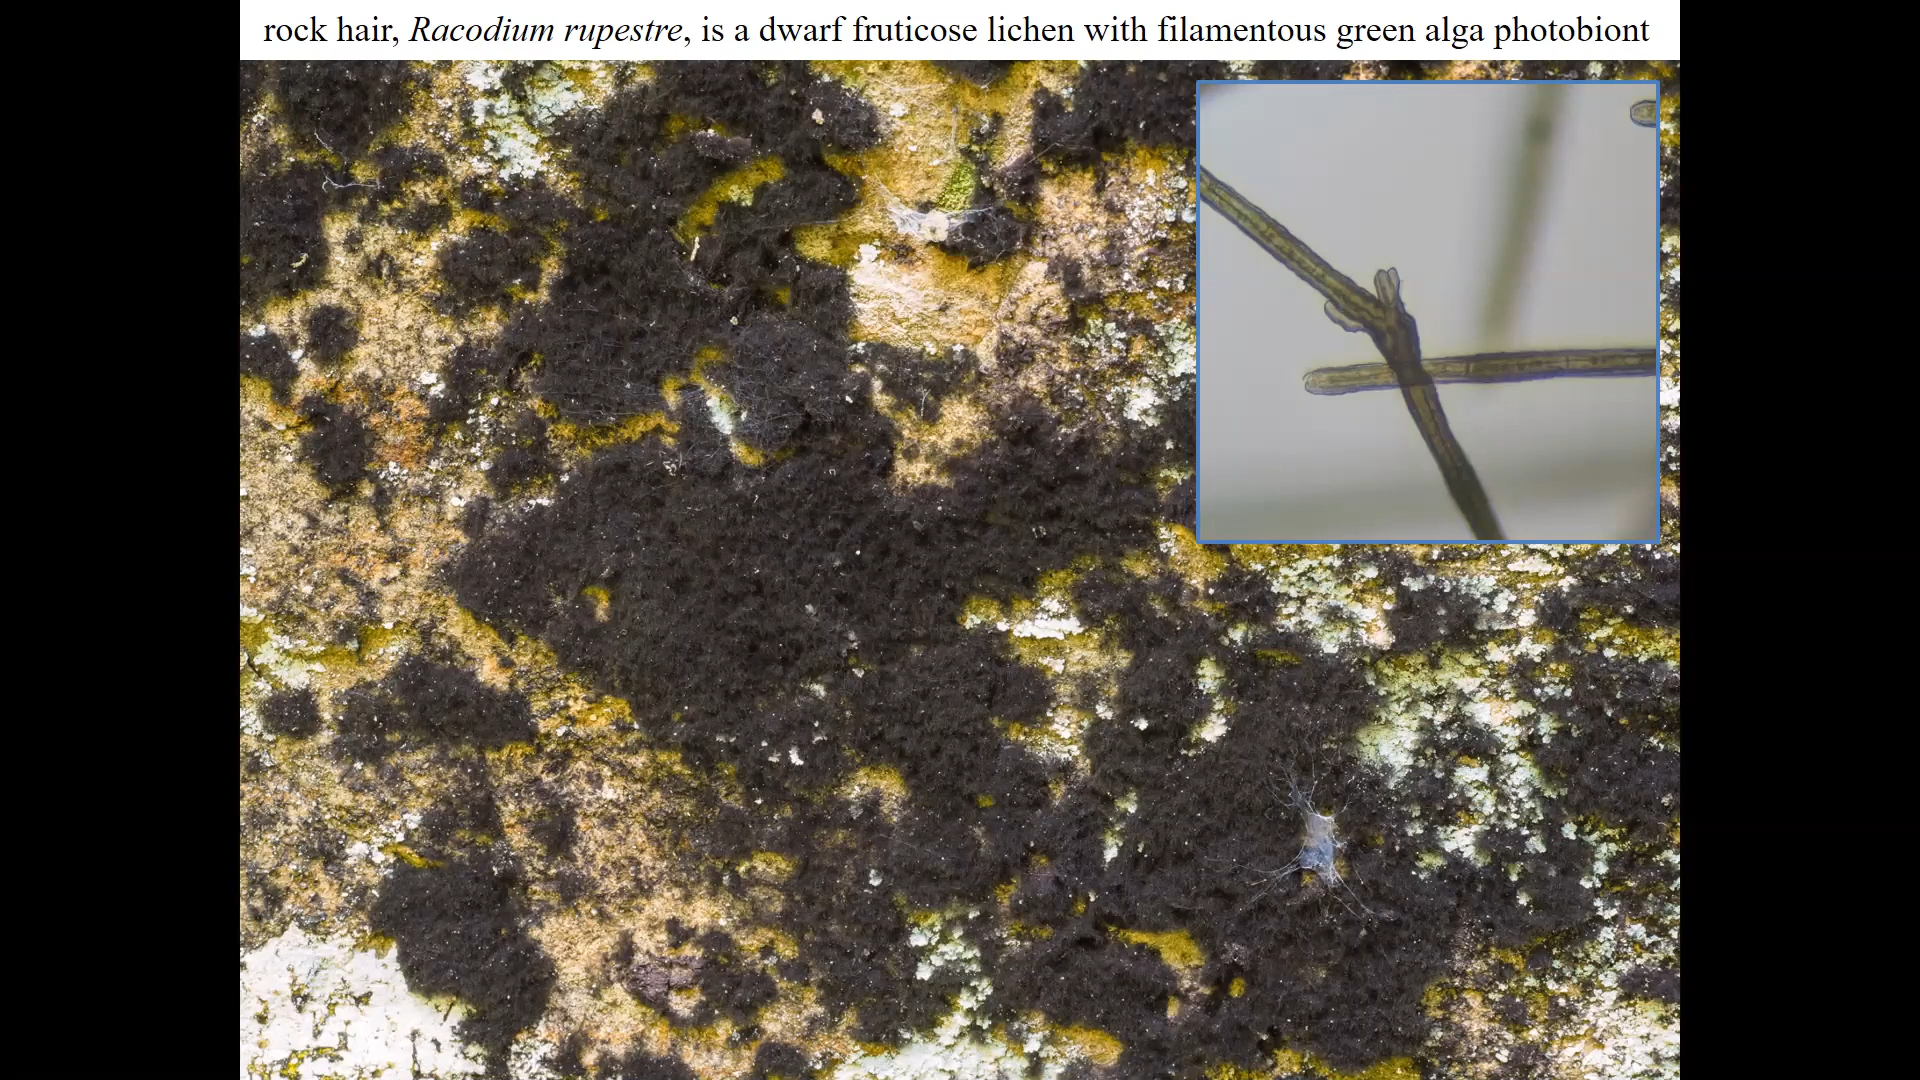 rock hair, Racodium rupestre, is a dwarf fruticose lichen with filamentous green alga photobiont